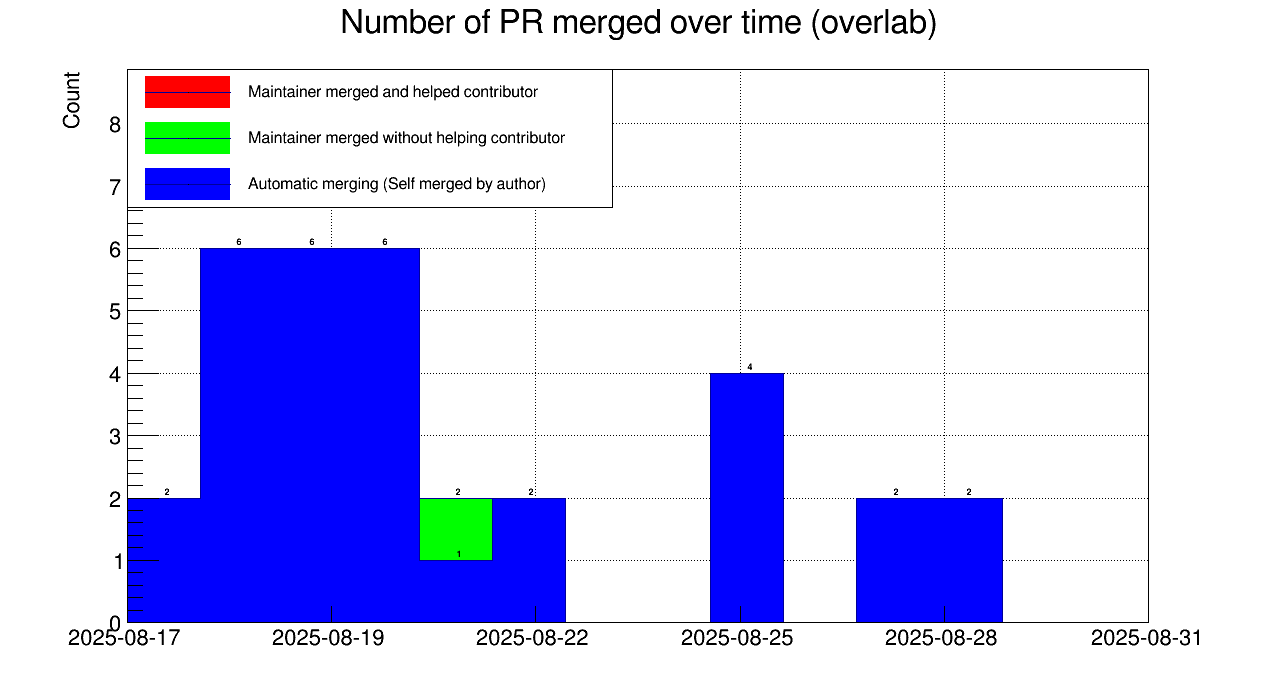 Number of PR merged over time (overlab)
Count
Maintainer merged and helped contributor
Maintainer merged without helping contributor
Automatic merging (Self merged by author)
8
7
6
5
4
3
2
1
0
6 6 6
4
2 2 2 2 2
1
2025-08-17 2025-08-19 2025-08-22 2025-08-25 2025-08-28 2025-08-31